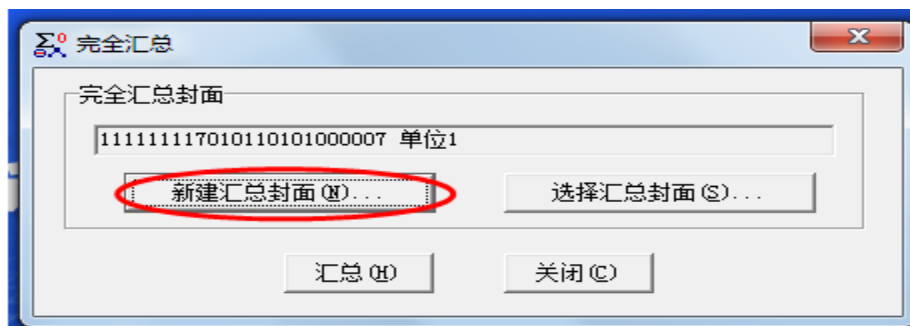 完全汇总
完全汇总封面
111111117010110101000007 单位1
新建汇总封面(N)... 选择汇总封面(S)...
汇总(H) 关闭(C)